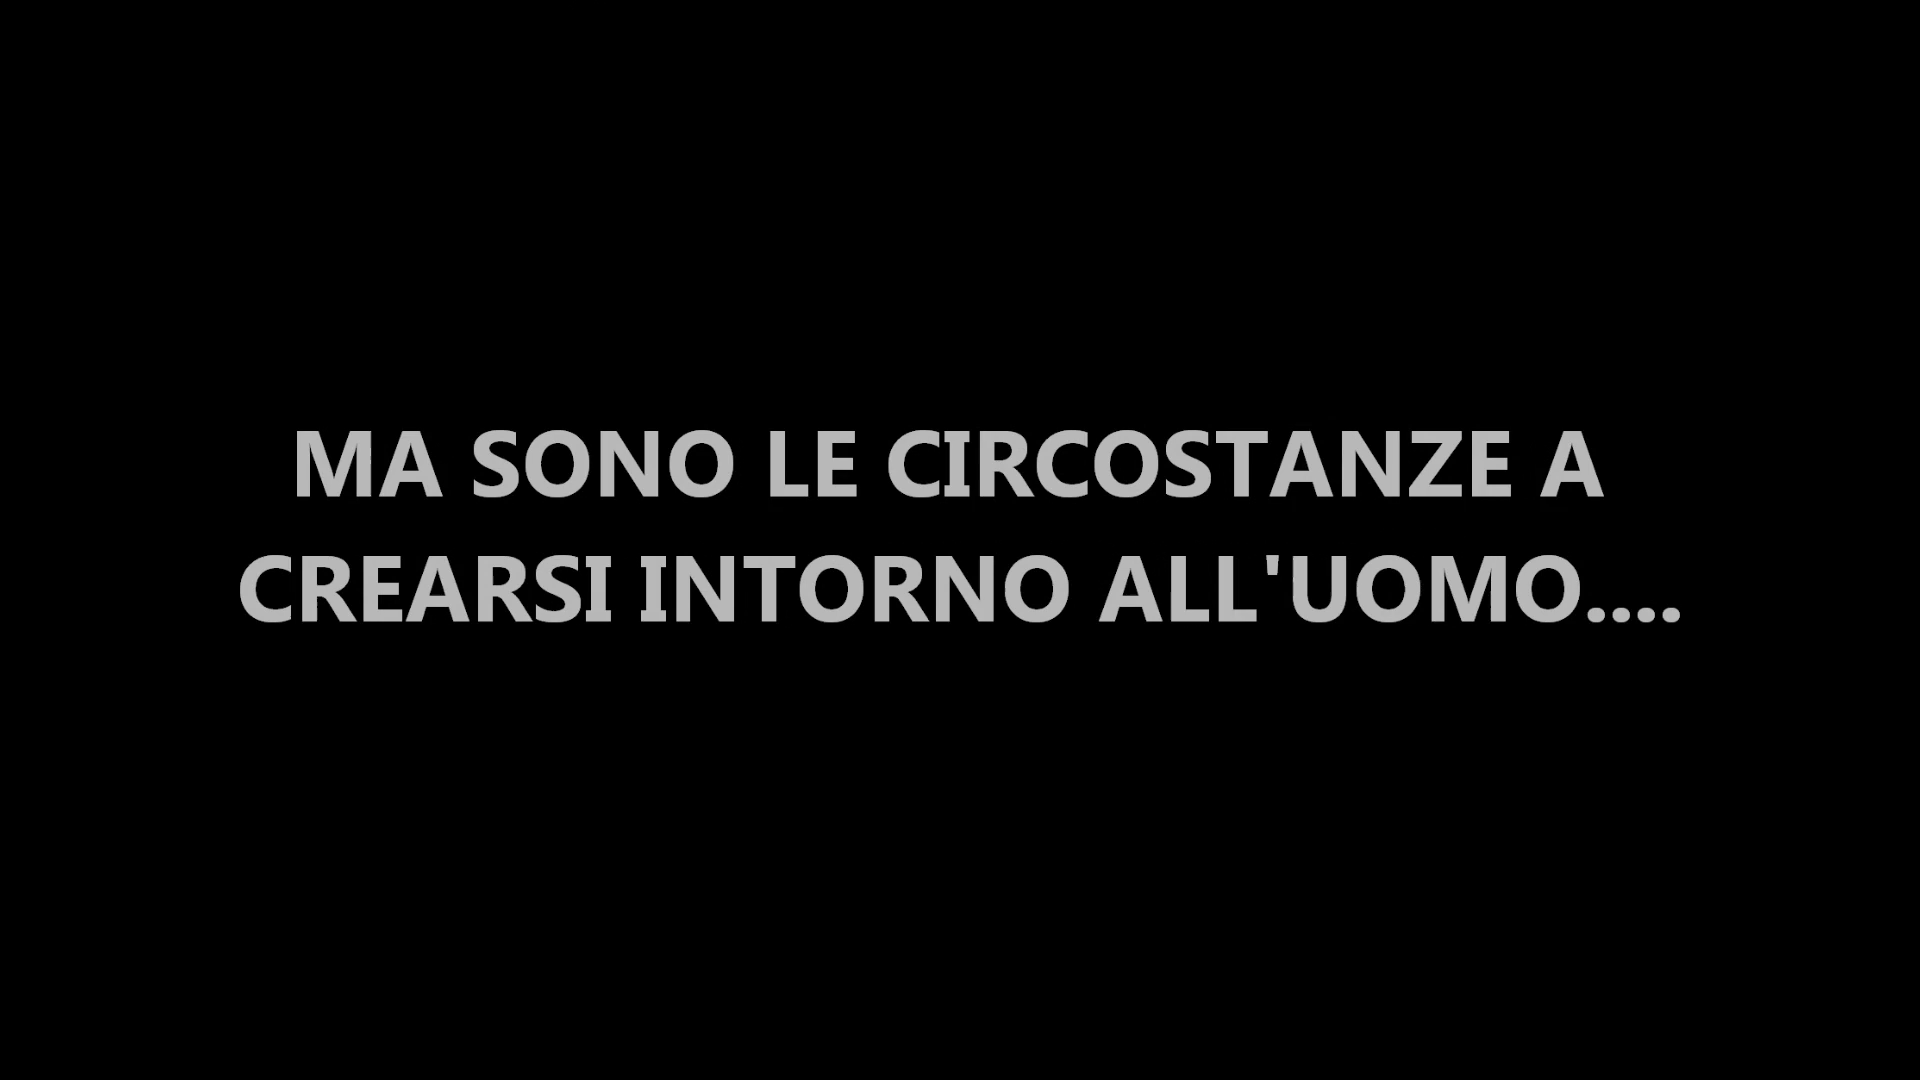 MA SONO LE CIRCOSTANZE A
CREARSI INTORNO ALL'UOMO....